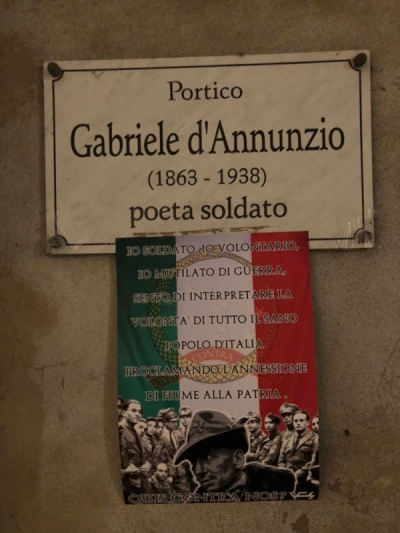 Portico
Gabriele d'Annunzio
(1863 - 1938)
poeta soldato
IO SOLDATO, IO VOLONTARIO,
IO MUTILATO DI GUERRA,
SENTO DI INTERPRETARE LA
VOLONTA' DI TUTTO IL SANO
POPOLO D'ITALIA
CONTRA
PROCLAMANDO L'ANNESSIONE
DI FIUME ALLA PATRIA.
QUIS CONTRA NOS?